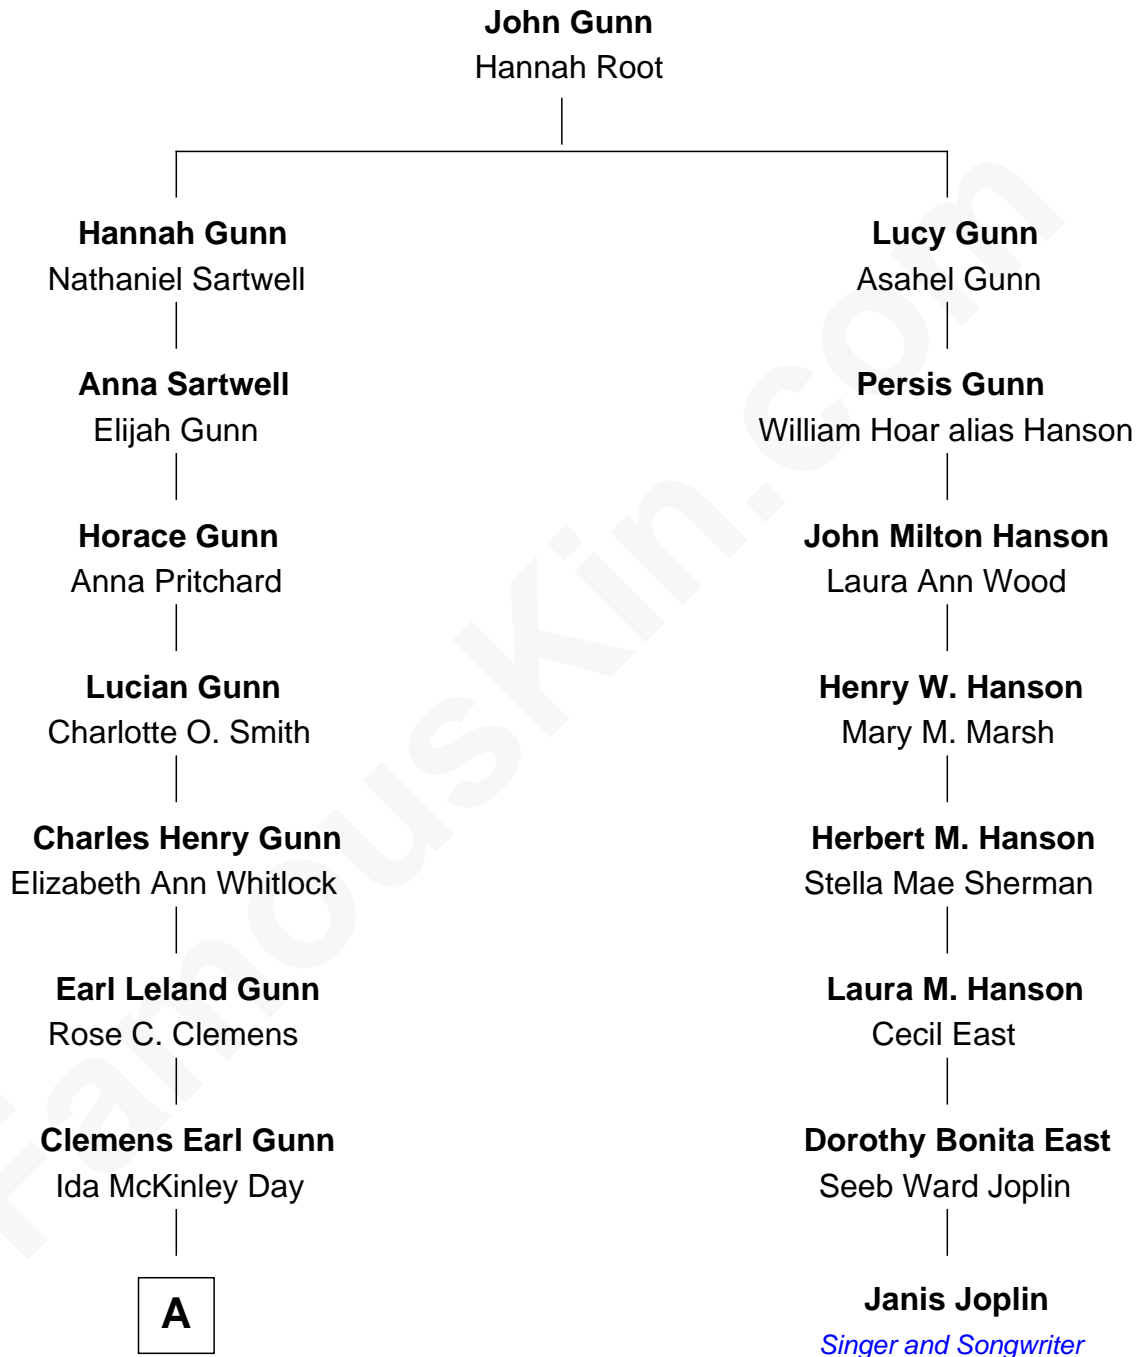 John Gunn
Hannah Root
Hannah Gunn
Nathaniel Sartwell
Lucy Gunn
Asahel Gunn
Anna Sartwell
Elijah Gunn
Persis Gunn
William Hoar alias Hanson
Horace Gunn
Anna Pritchard
John Milton Hanson
Laura Ann Wood
Lucian Gunn
Charlotte O. Smith
Henry W. Hanson
Mary M. Marsh
Charles Henry Gunn
Elizabeth Ann Whitlock
Herbert M. Hanson
Stella Mae Sherman
Earl Leland Gunn
Rose C. Clemens
Laura M. Hanson
Cecil East
Clemens Earl Gunn
Ida McKinley Day
Dorothy Bonita East
Seeb Ward Joplin
A
Janis Joplin
Singer and Songwriter
FamousKin.com